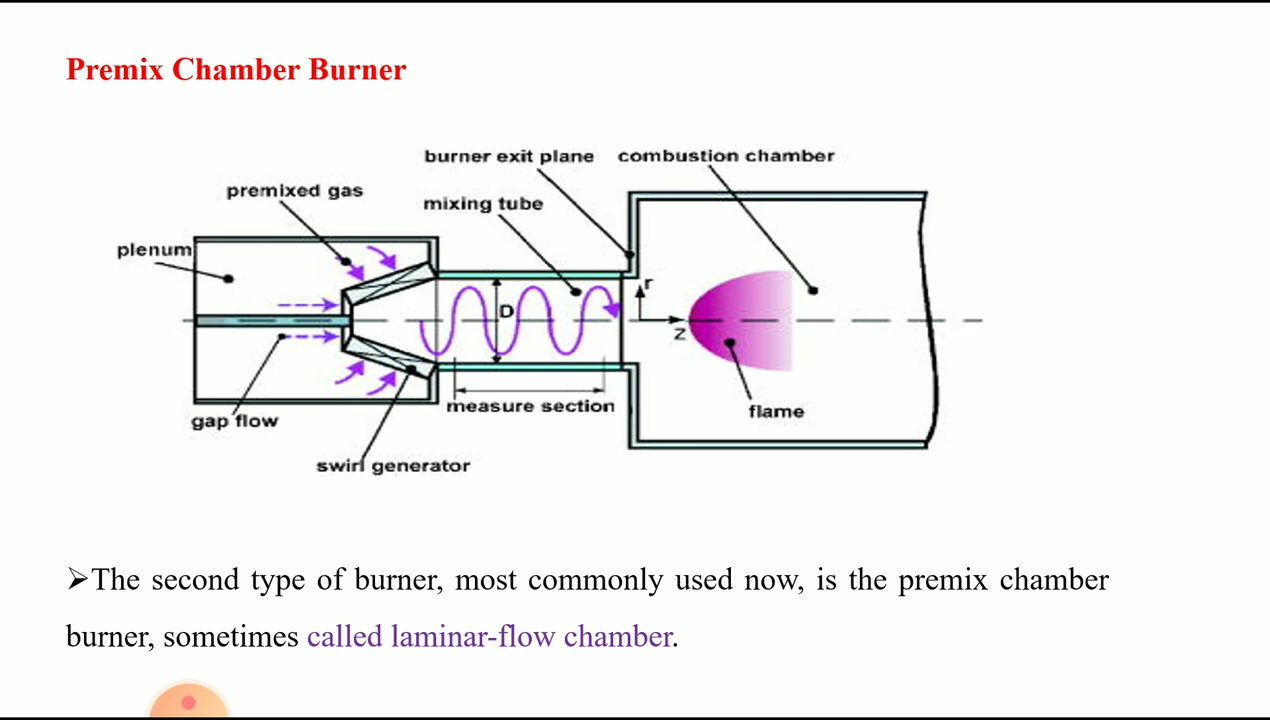 Premix Chamber Burner
burner exit plane
combustion chamber
premixed gas
mixing tube
plenum
r
D
z
measure section
flame
gap flow
swirl generator
➤The second type of burner, most commonly used now, is the premix chamber
burner, sometimes called laminar-flow chamber.